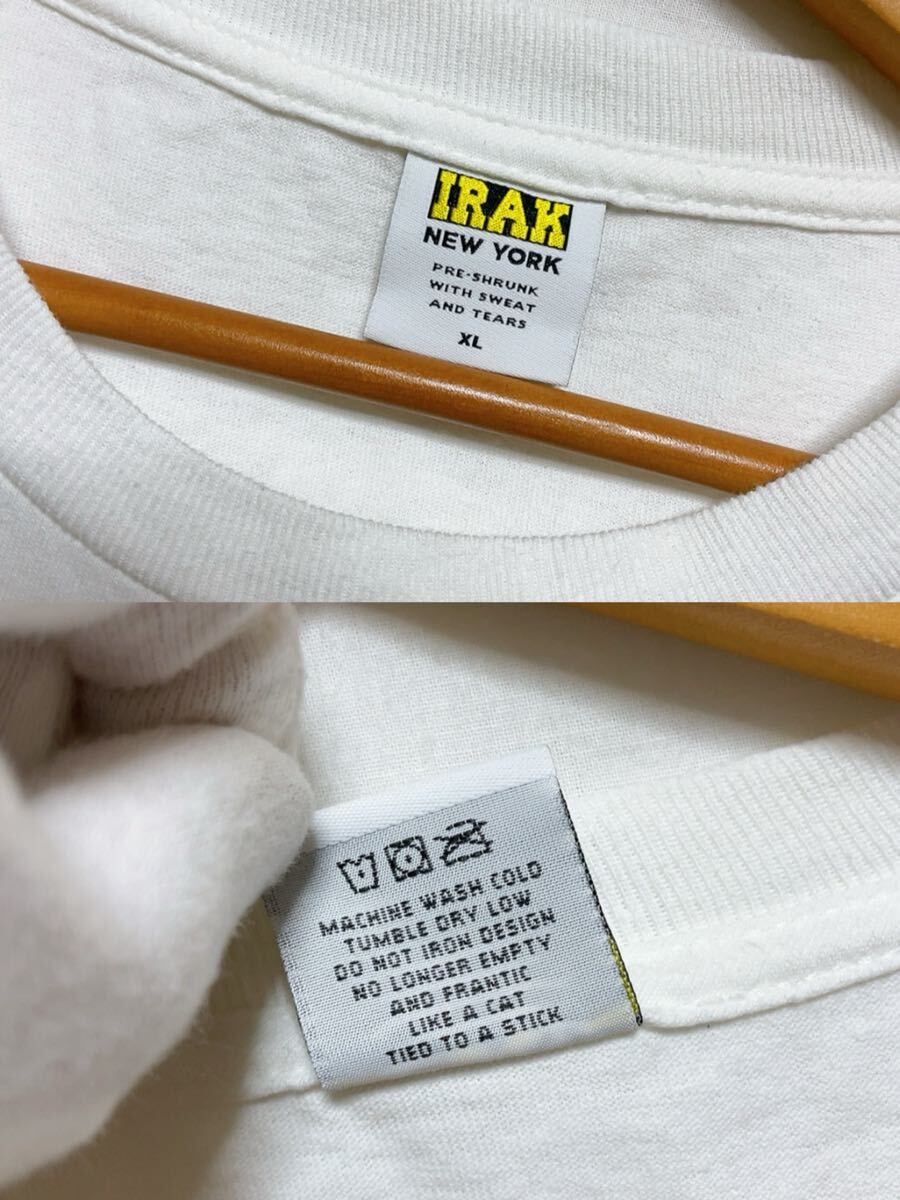 IRAK
NEW YORK
PRE-SHRUNK
WITH SWEAT
AND TEARS
XL
MACHINE WASH COLD
TUMBLE DRY LOW
DO NOT IRON DESIGN
NO LONGER EMPTY
AND FRANTIC
LIKE A CAT
TIED TO A STICK